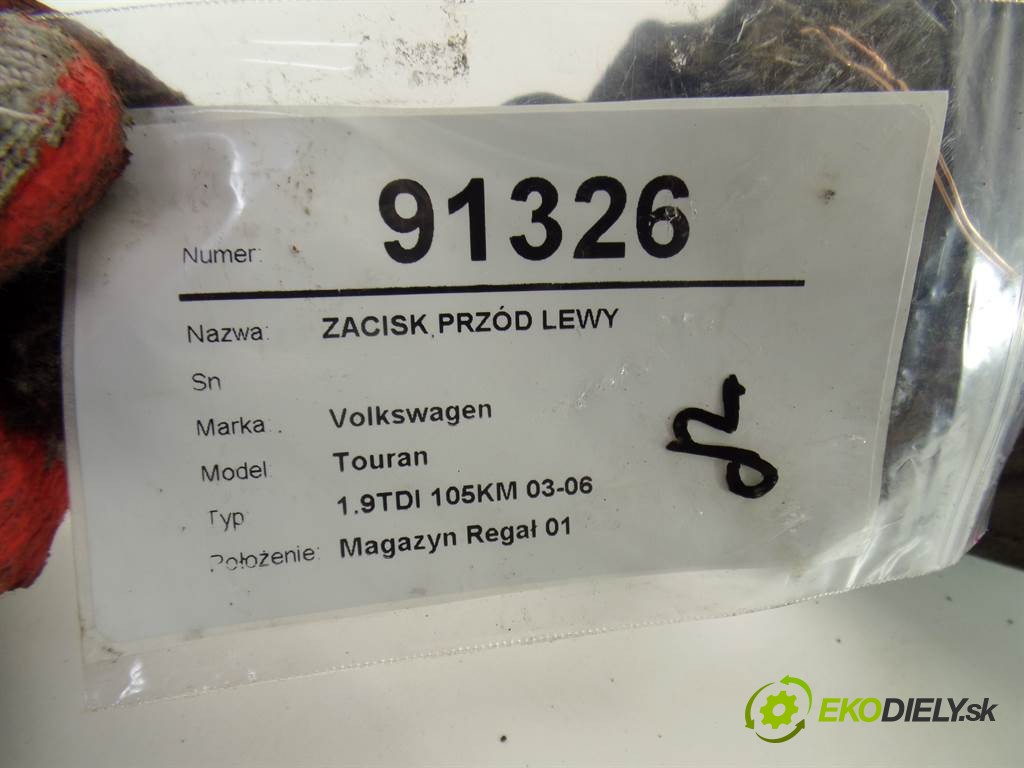 Numer: 91326
Nazwa: ZACISK PRZÓD LEWY
Sn
Marka: Volkswagen
Model Touran
Typ 1.9TDI 105KM 03-06
Położenie: Magazyn Regał 01
EKODIELY.sk